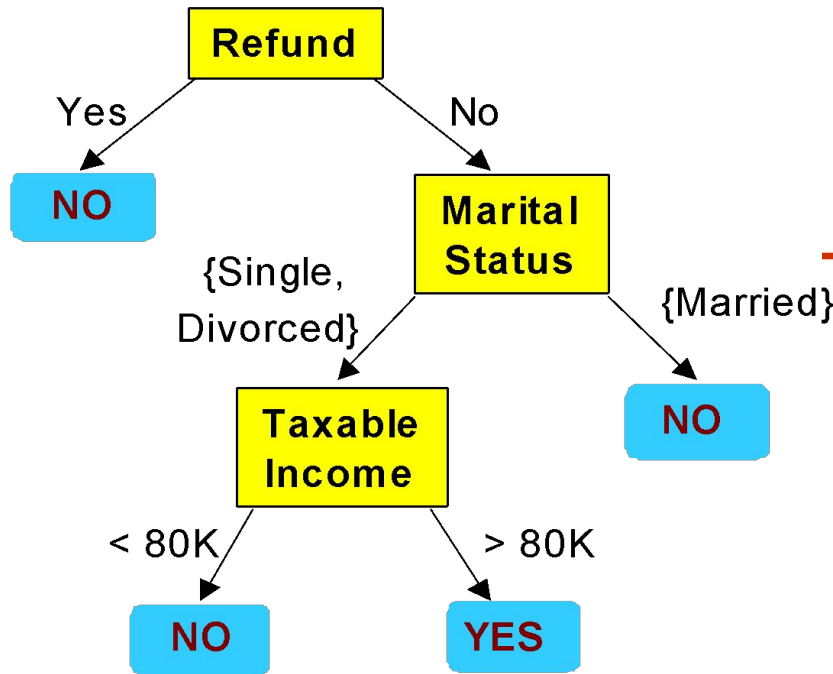 Refund
Yes
No
NO
Marital
Status
{Single,
Divorced}
{Married}
Taxable
Income
NO
< 80K
> 80K
NO
YES